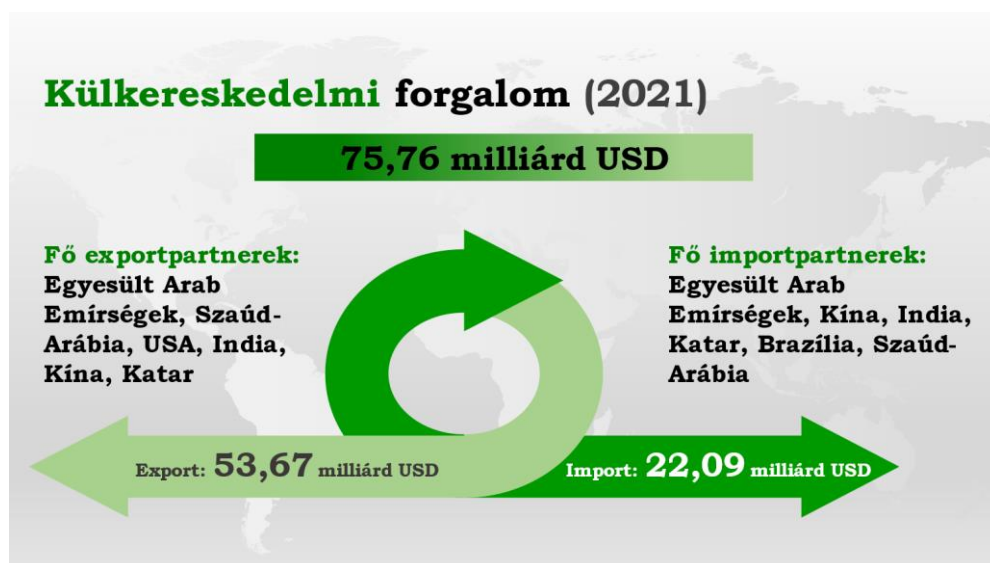 Külkereskedelmi forgalom (2021)
75,76 milliárd USD
Fő exportpartnerek:
Egyesült Arab
Emírségek, Szaúd-
Arábia, USA, India,
Kína, Katar
Fő importpartnerek:
Egyesült Arab
Emírségek, Kína, India,
Katar, Brazília, Szaúd-
Arábia
Export: 53,67 milliárd USD
Import: 22,09 milliárd USD